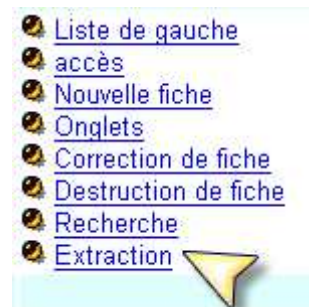 Liste de gauche
accès
Nouvelle fiche
Onglets
Correction de fiche
Destruction de fiche
Recherche
Extraction